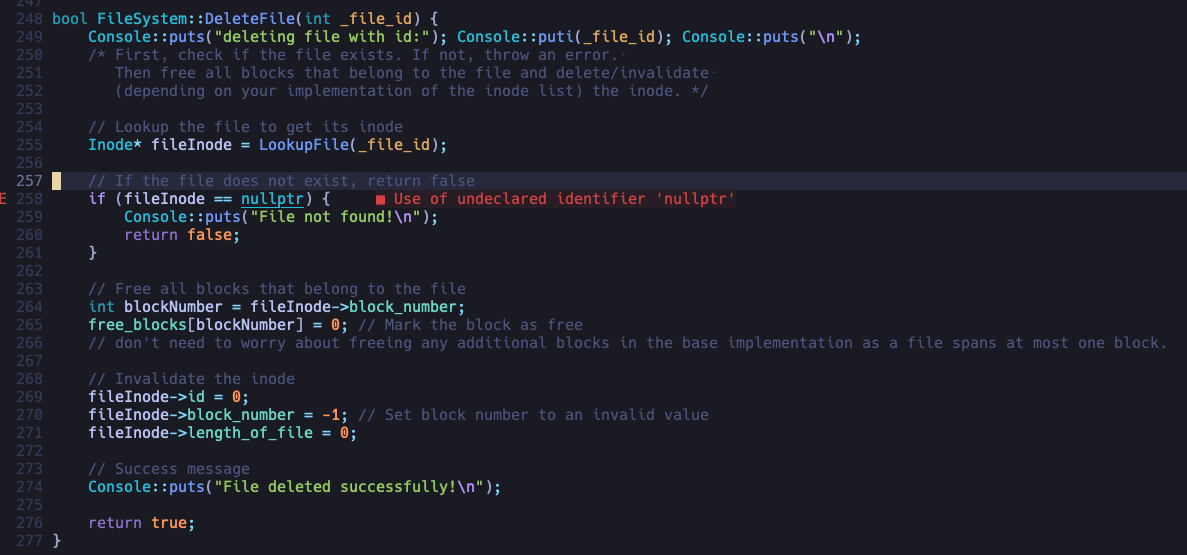 247
248 bool FileSystem::DeleteFile(int _file_id) {
249     Console::puts("deleting file with id:"); Console::puti(_file_id); Console::puts("\n");
250     /* First, check if the file exists. If not, throw an error.
251        Then free all blocks that belong to the file and delete/invalidate
252        (depending on your implementation of the inode list) the inode. */
253
254     // Lookup the file to get its inode
255     Inode* fileInode = LookupFile(_file_id);
256
257     // If the file does not exist, return false
E 258     if (fileInode == nullptr) {     ■ Use of undeclared identifier 'nullptr'
259         Console::puts("File not found!\n");
260         return false;
261     }
262
263     // Free all blocks that belong to the file
264     int blockNumber = fileInode->block_number;
265     free_blocks[blockNumber] = 0; // Mark the block as free
266     // don't need to worry about freeing any additional blocks in the base implementation as a file spans at most one block.
267
268     // Invalidate the inode
269     fileInode->id = 0;
270     fileInode->block_number = -1; // Set block number to an invalid value
271     fileInode->length_of_file = 0;
272
273     // Success message
274     Console::puts("File deleted successfully!\n");
275
276     return true;
277 }